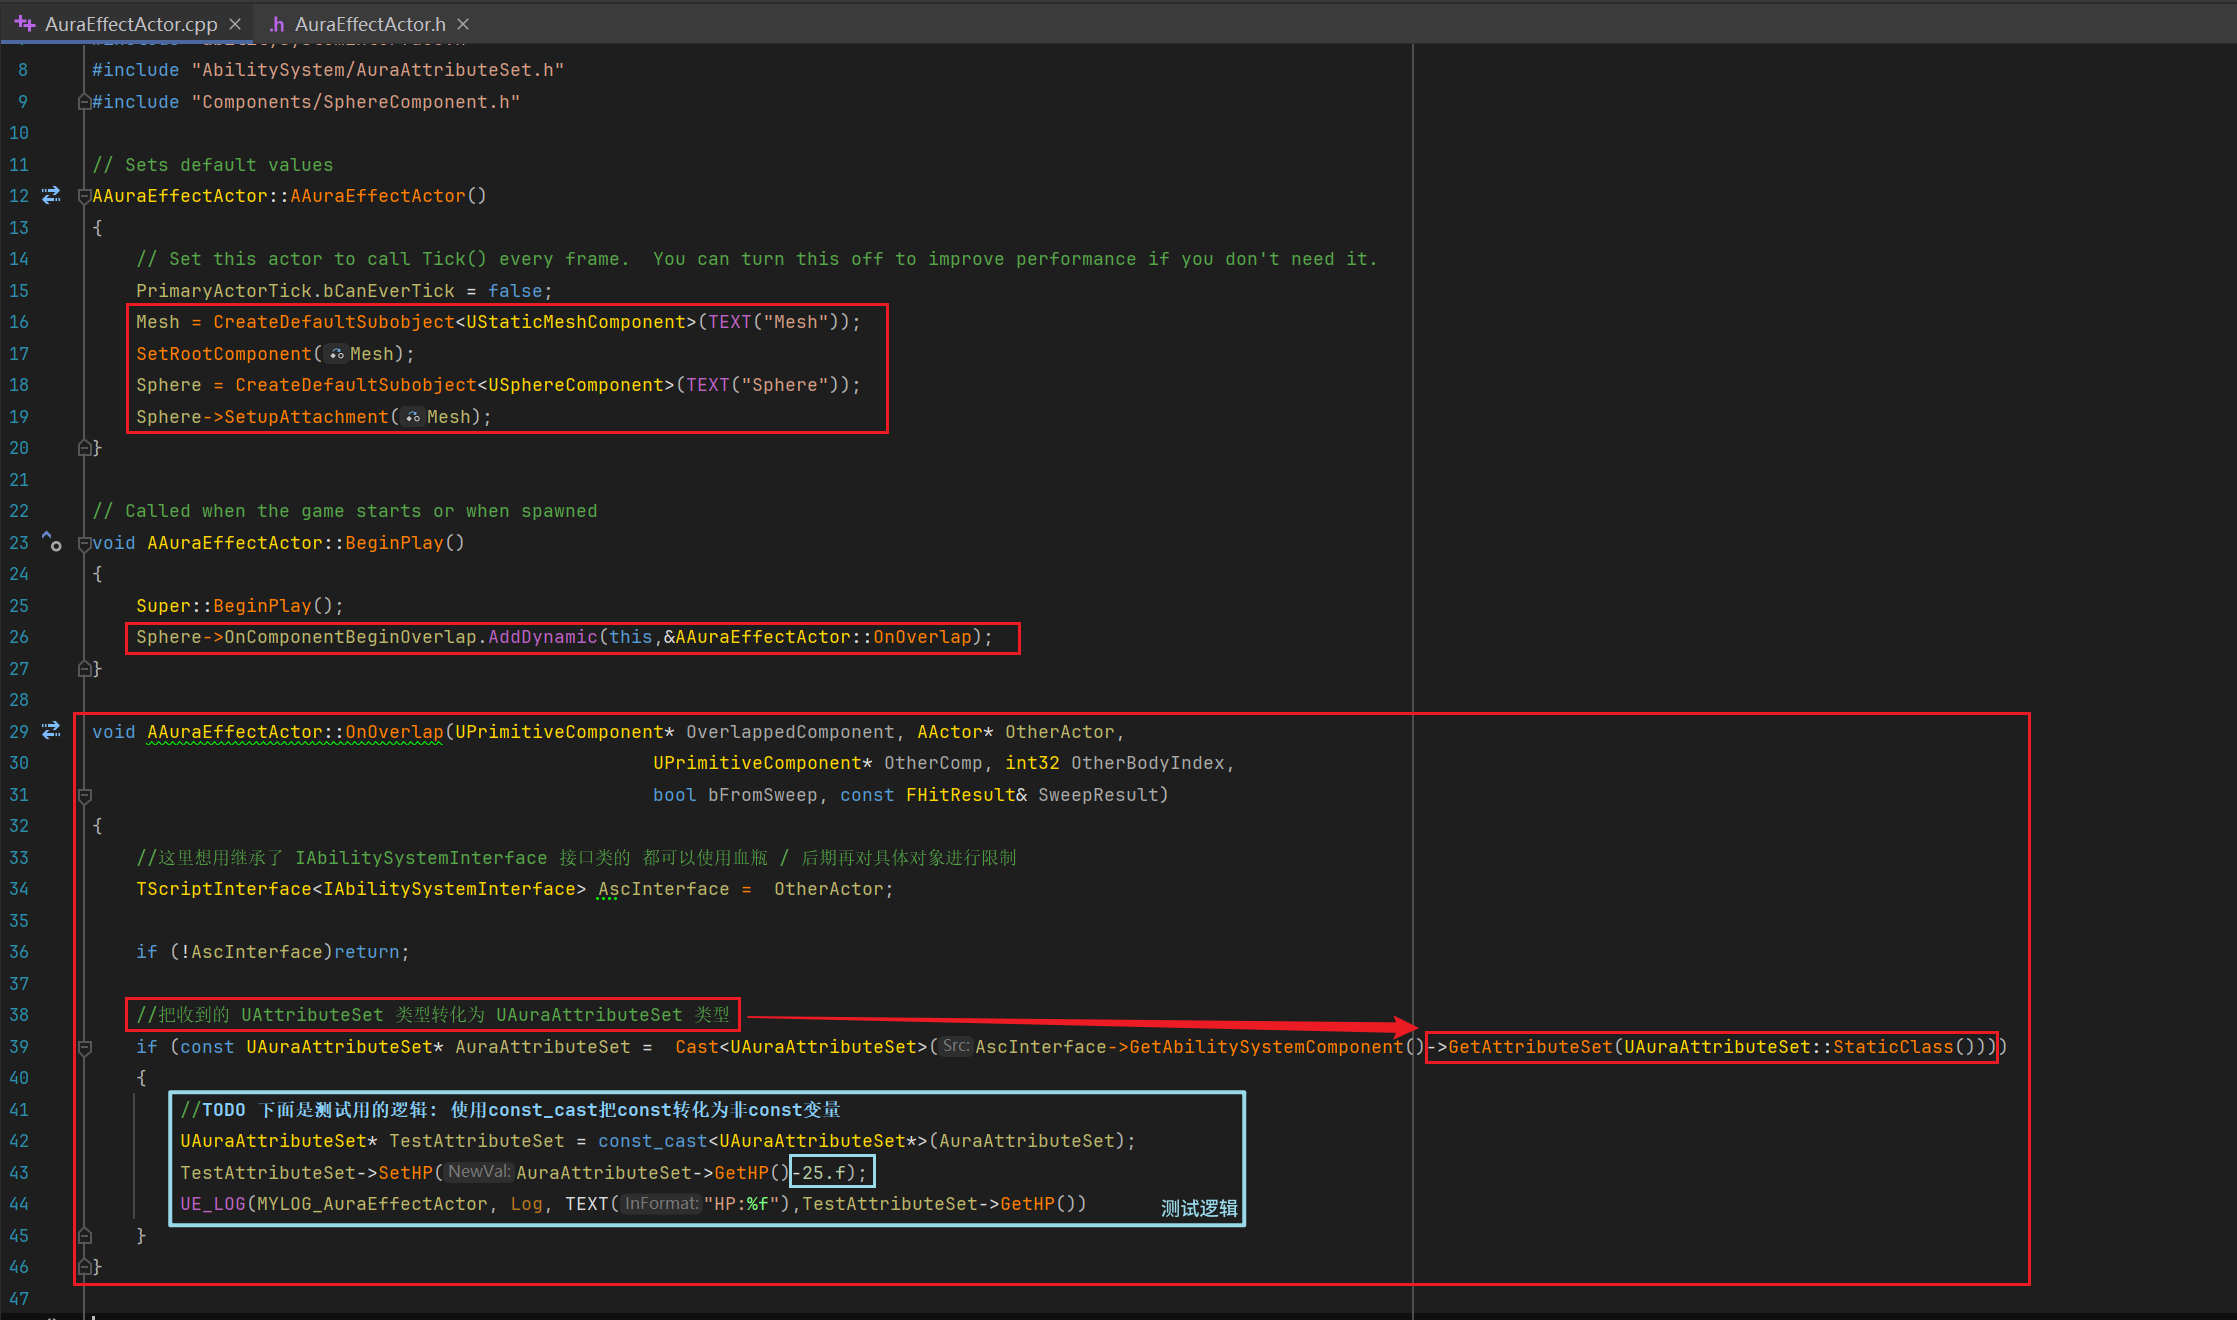 AuraEffectActor.cpp
AuraEffectActor.h
8 #include "AbilitySystem/AuraAttributeSet.h"
9 #include "Components/SphereComponent.h"
10
11 // Sets default values
12 AAuraEffectActor::AAuraEffectActor()
13 {
14 // Set this actor to call Tick() every frame.  You can turn this off to improve performance if you don't need it.
15 PrimaryActorTick.bCanEverTick = false;
16 Mesh = CreateDefaultSubobject<UStaticMeshComponent>(TEXT("Mesh"));
17 SetRootComponent(Mesh);
18 Sphere = CreateDefaultSubobject<USphereComponent>(TEXT("Sphere"));
19 Sphere->SetupAttachment(Mesh);
20 }
21
22 // Called when the game starts or when spawned
23 void AAuraEffectActor::BeginPlay()
24 {
25 Super::BeginPlay();
26 Sphere->OnComponentBeginOverlap.AddDynamic(this,&AAuraEffectActor::OnOverlap);
27 }
28
29 void AAuraEffectActor::OnOverlap(UPrimitiveComponent* OverlappedComponent, AActor* OtherActor,
30 UPrimitiveComponent* OtherComp, int32 OtherBodyIndex,
31 bool bFromSweep, const FHitResult& SweepResult)
32 {
33 //这里想用继承了 IAbilitySystemInterface 接口类的 都可以使用血瓶 / 后期再对具体对象进行限制
34 TScriptInterface<IAbilitySystemInterface> AscInterface =  OtherActor;
35
36 if (!AscInterface)return;
37
38 //把收到的 UAttributeSet 类型转化为 UAuraAttributeSet 类型
39 if (const UAuraAttributeSet* AuraAttributeSet =  Cast<UAuraAttributeSet>(Src: AscInterface->GetAbilitySystemComponent()->GetAttributeSet(UAuraAttributeSet::StaticClass())))
40 {
41 //TODO 下面是测试用的逻辑: 使用const_cast把const转化为非const变量
42 UAuraAttributeSet* TestAttributeSet = const_cast<UAuraAttributeSet*>(AuraAttributeSet);
43 TestAttributeSet->SetHP(NewVal: AuraAttributeSet->GetHP()-25.f);
44 UE_LOG(MYLOG_AuraEffectActor, Log, TEXT(InFormat: "HP:%f"),TestAttributeSet->GetHP())
测试逻辑
45 }
46 }
47